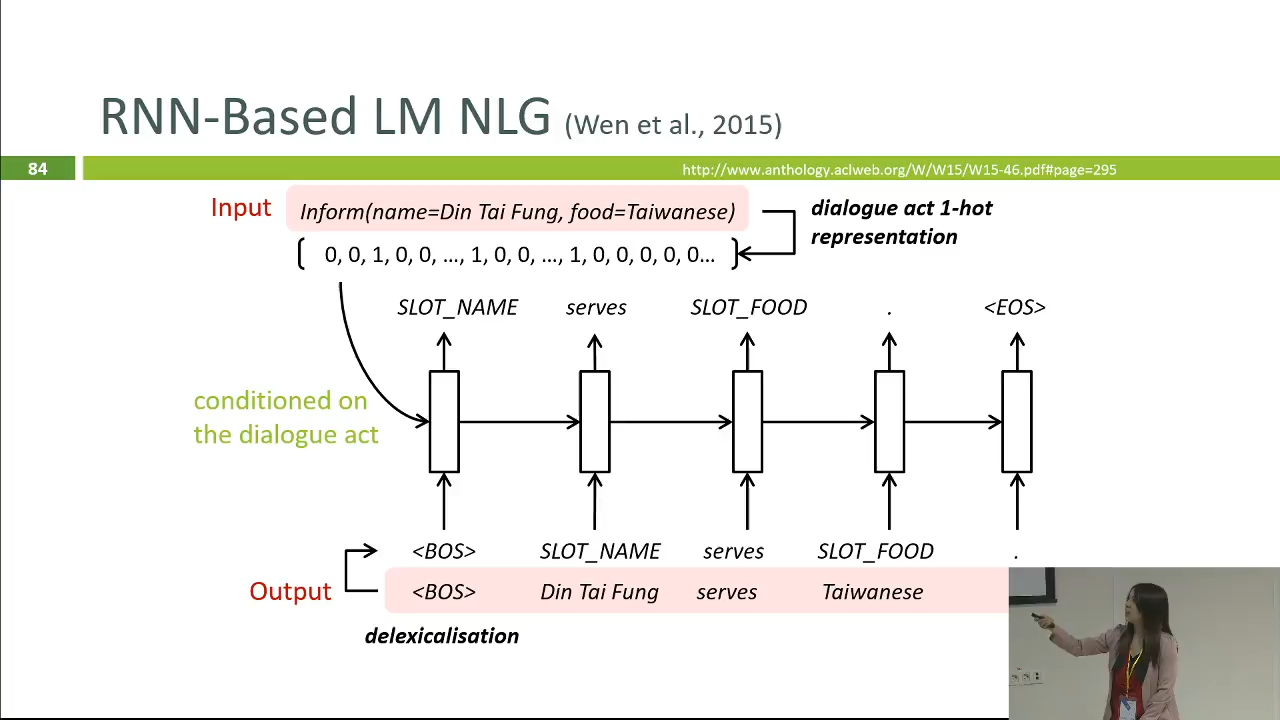 RNN-Based LM NLG (Wen et al., 2015)
84
http://www.anthology.aclweb.org/W/W15/W15-46.pdf#page=295
Input
Inform(name=Din Tai Fung, food=Taiwanese)
dialogue act 1-hot
representation
0, 0, 1, 0, 0, …, 1, 0, 0, …, 1, 0, 0, 0, 0, 0…
SLOT_NAME serves SLOT_FOOD . <EOS>
conditioned on
the dialogue act
<BOS> SLOT_NAME serves SLOT_FOOD .
Output
<BOS> Din Tai Fung serves Taiwanese
delexicalisation